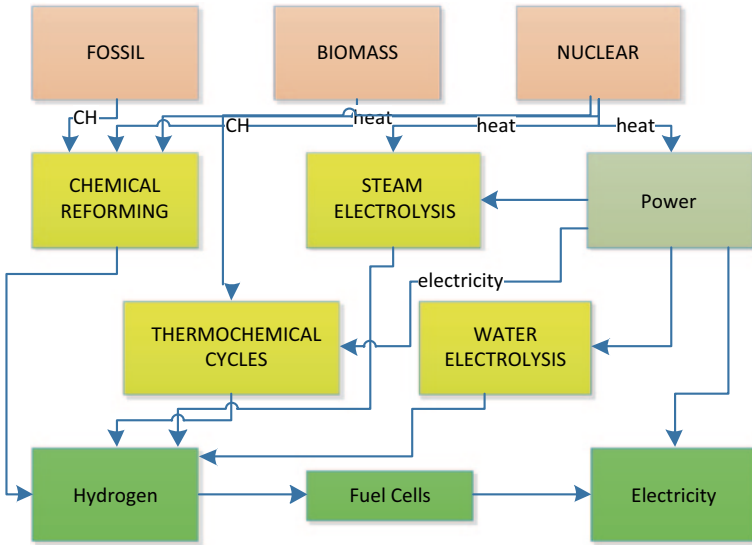 FOSSIL
BIOMASS
NUCLEAR
CH
CH
heat
heat
heat
CHEMICAL
REFORMING
STEAM
ELECTROLYSIS
Power
electricity
THERMOCHEMICAL
CYCLES
WATER
ELECTROLYSIS
Hydrogen
Fuel Cells
Electricity